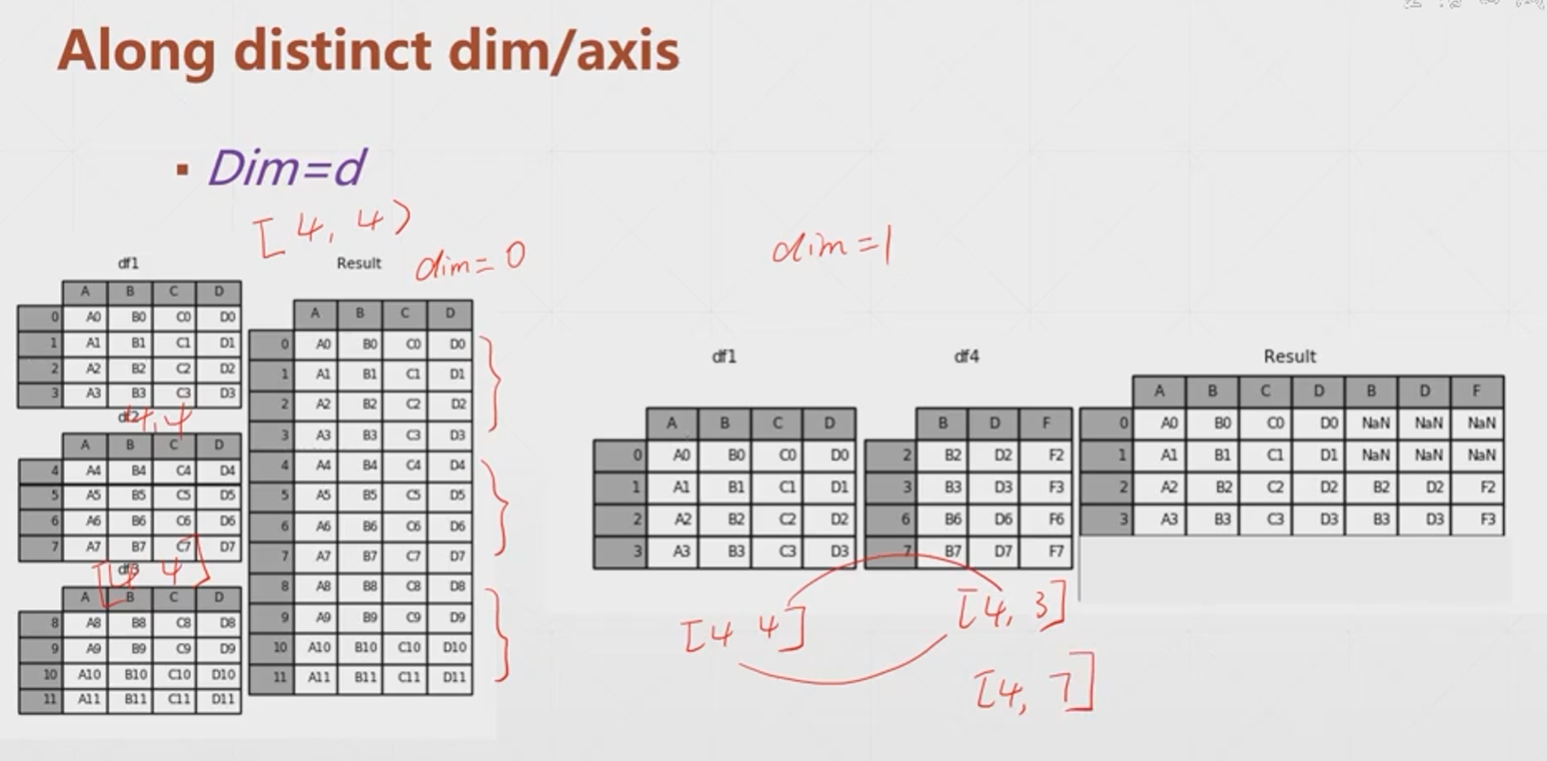 Along distinct dim/axis
▪ Dim=d
[4, 4)
df1
A B C D
0 A0 B0 C0 D0
1 A1 B1 C1 D1
2 A2 B2 C2 D2
3 A3 B3 C3 D3
df2
4,4
A B C D
4 A4 B4 C4 D4
5 A5 B5 C5 D5
6 A6 B6 C6 D6
7 A7 B7 C7 D7
df3
[4 4]
A B C D
8 A8 B8 C8 D8
9 A9 B9 C9 D9
10 A10 B10 C10 D10
11 A11 B11 C11 D11
Result
dim=0
A B C D
0 A0 B0 C0 D0
1 A1 B1 C1 D1
2 A2 B2 C2 D2
3 A3 B3 C3 D3
4 A4 B4 C4 D4
5 A5 B5 C5 D5
6 A6 B6 C6 D6
7 A7 B7 C7 D7
8 A8 B8 C8 D8
9 A9 B9 C9 D9
10 A10 B10 C10 D10
11 A11 B11 C11 D11
dim=1
df1
A B C D
0 A0 B0 C0 D0
1 A1 B1 C1 D1
2 A2 B2 C2 D2
3 A3 B3 C3 D3
[4 4]
df4
B D F
2 B2 D2 F2
3 B3 D3 F3
6 B6 D6 F6
7 B7 D7 F7
[4, 3]
[4, 7]
Result
A B C D B D F
0 A0 B0 C0 D0 NaN NaN NaN
1 A1 B1 C1 D1 NaN NaN NaN
2 A2 B2 C2 D2 B2 D2 F2
3 A3 B3 C3 D3 B3 D3 F3